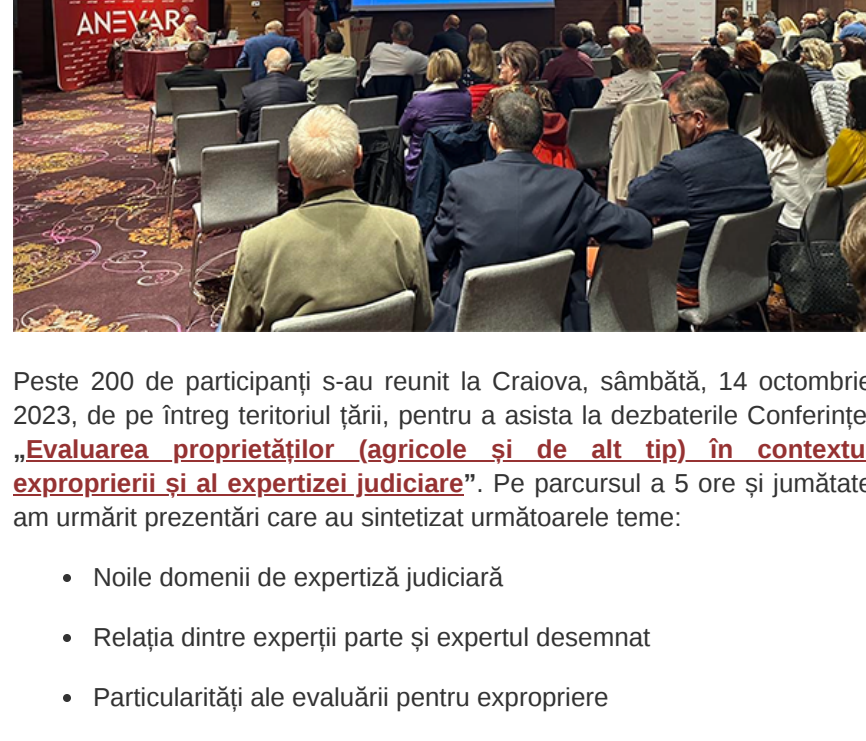 ANEVAR
Peste 200 de participanți s-au reunit la Craiova, sâmbătă, 14 octombrie
2023, de pe întreg teritoriul țării, pentru a asista la dezbaterile Conferințe
„Evaluarea proprietăților (agricole și de alt tip) în contextu
exproprierii și al expertizei judiciare”. Pe parcursul a 5 ore și jumătate
am urmărit prezentări care au sintetizat următoarele teme:
• Noile domenii de expertiză judiciară
• Relația dintre experții parte și expertul desemnat
• Particularități ale evaluării pentru expropriere